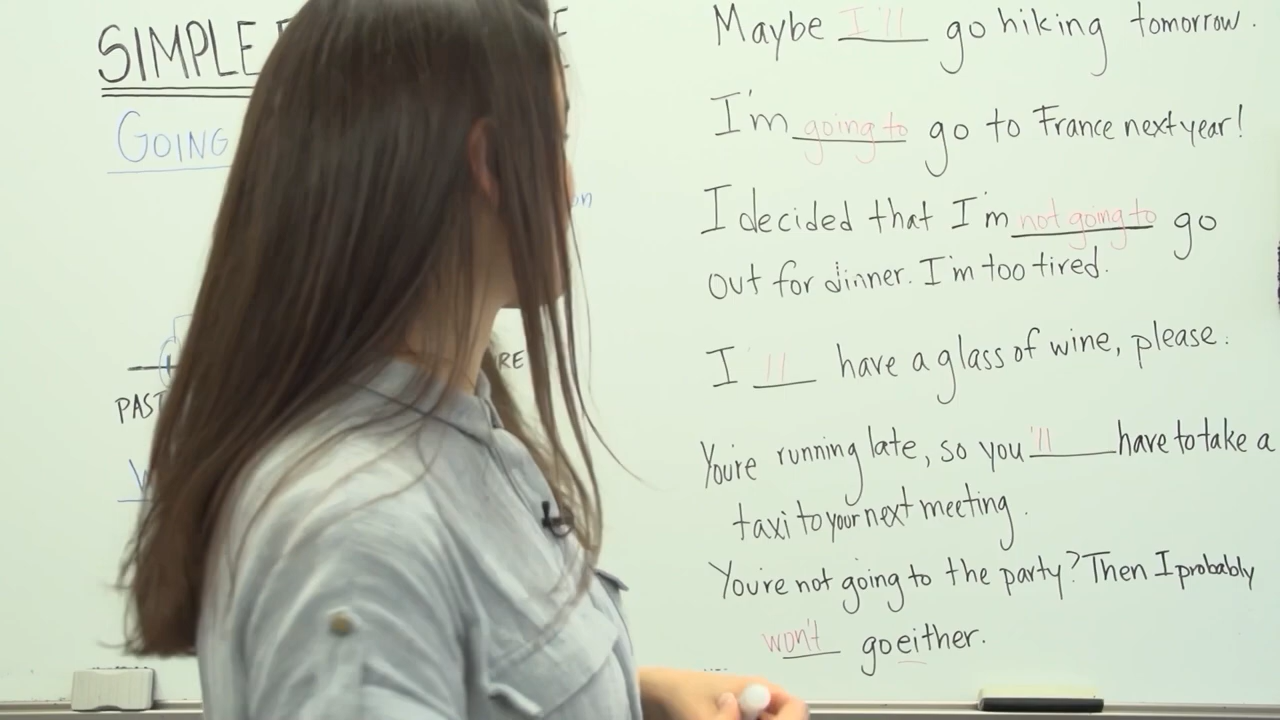 SIMPLE
GOING
PAST
Maybe I'll go hiking tomorrow.
I'm going to go to France next year!
I decided that I'm not going to go
out for dinner. I'm too tired.
I 'll have a glass of wine, please.
You're running late, so you 'll have to take a
taxi to your next meeting.
You're not going to the party? Then I probably
won't go either.